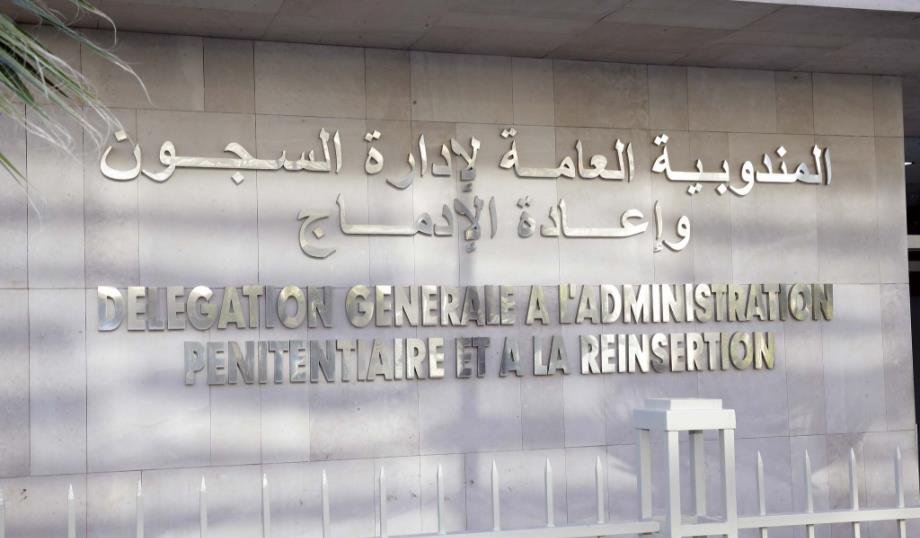 المندوبية العامة لإدارة السجون
وإعادة الإدماج
DELEGATION GENERALE A L'ADMINISTRATION
PENITENTIAIRE ET A LA REINSERTION